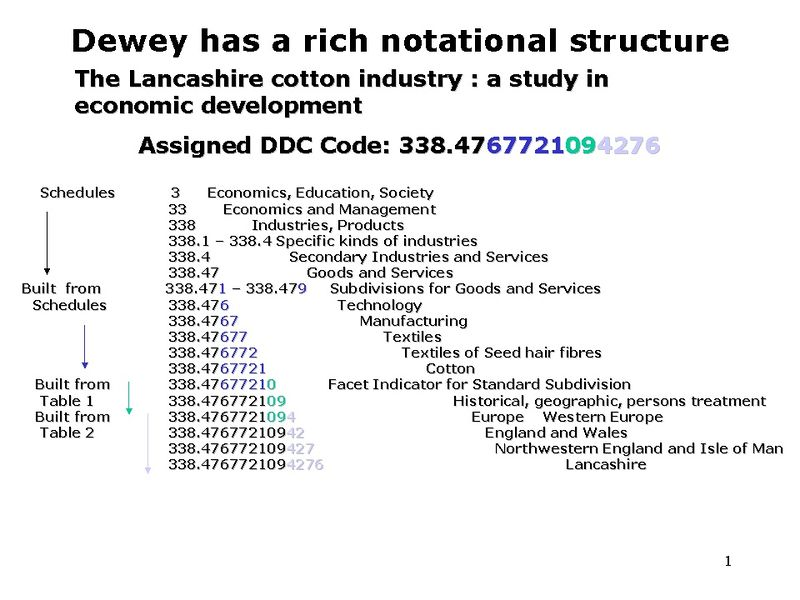 Dewey has a rich notational structure
The Lancashire cotton industry : a study in
economic development
Assigned DDC Code: 338.4767721094276
Schedules 3 Economics, Education, Society
33 Economics and Management
338 Industries, Products
338.1 – 338.4 Specific kinds of industries
338.4 Secondary Industries and Services
338.47 Goods and Services
Built from 338.471 – 338.479 Subdivisions for Goods and Services
Schedules 338.476 Technology
338.4767 Manufacturing
338.47677 Textiles
338.476772 Textiles of Seed hair fibres
338.4767721 Cotton
Built from 338.47677210 Facet Indicator for Standard Subdivision
Table 1 338.476772109 Historical, geographic, persons treatment
Built from 338.4767721094 Europe Western Europe
Table 2 338.47677210942 England and Wales
338.476772109427 Northwestern England and Isle of Man
338.4767721094276 Lancashire
1